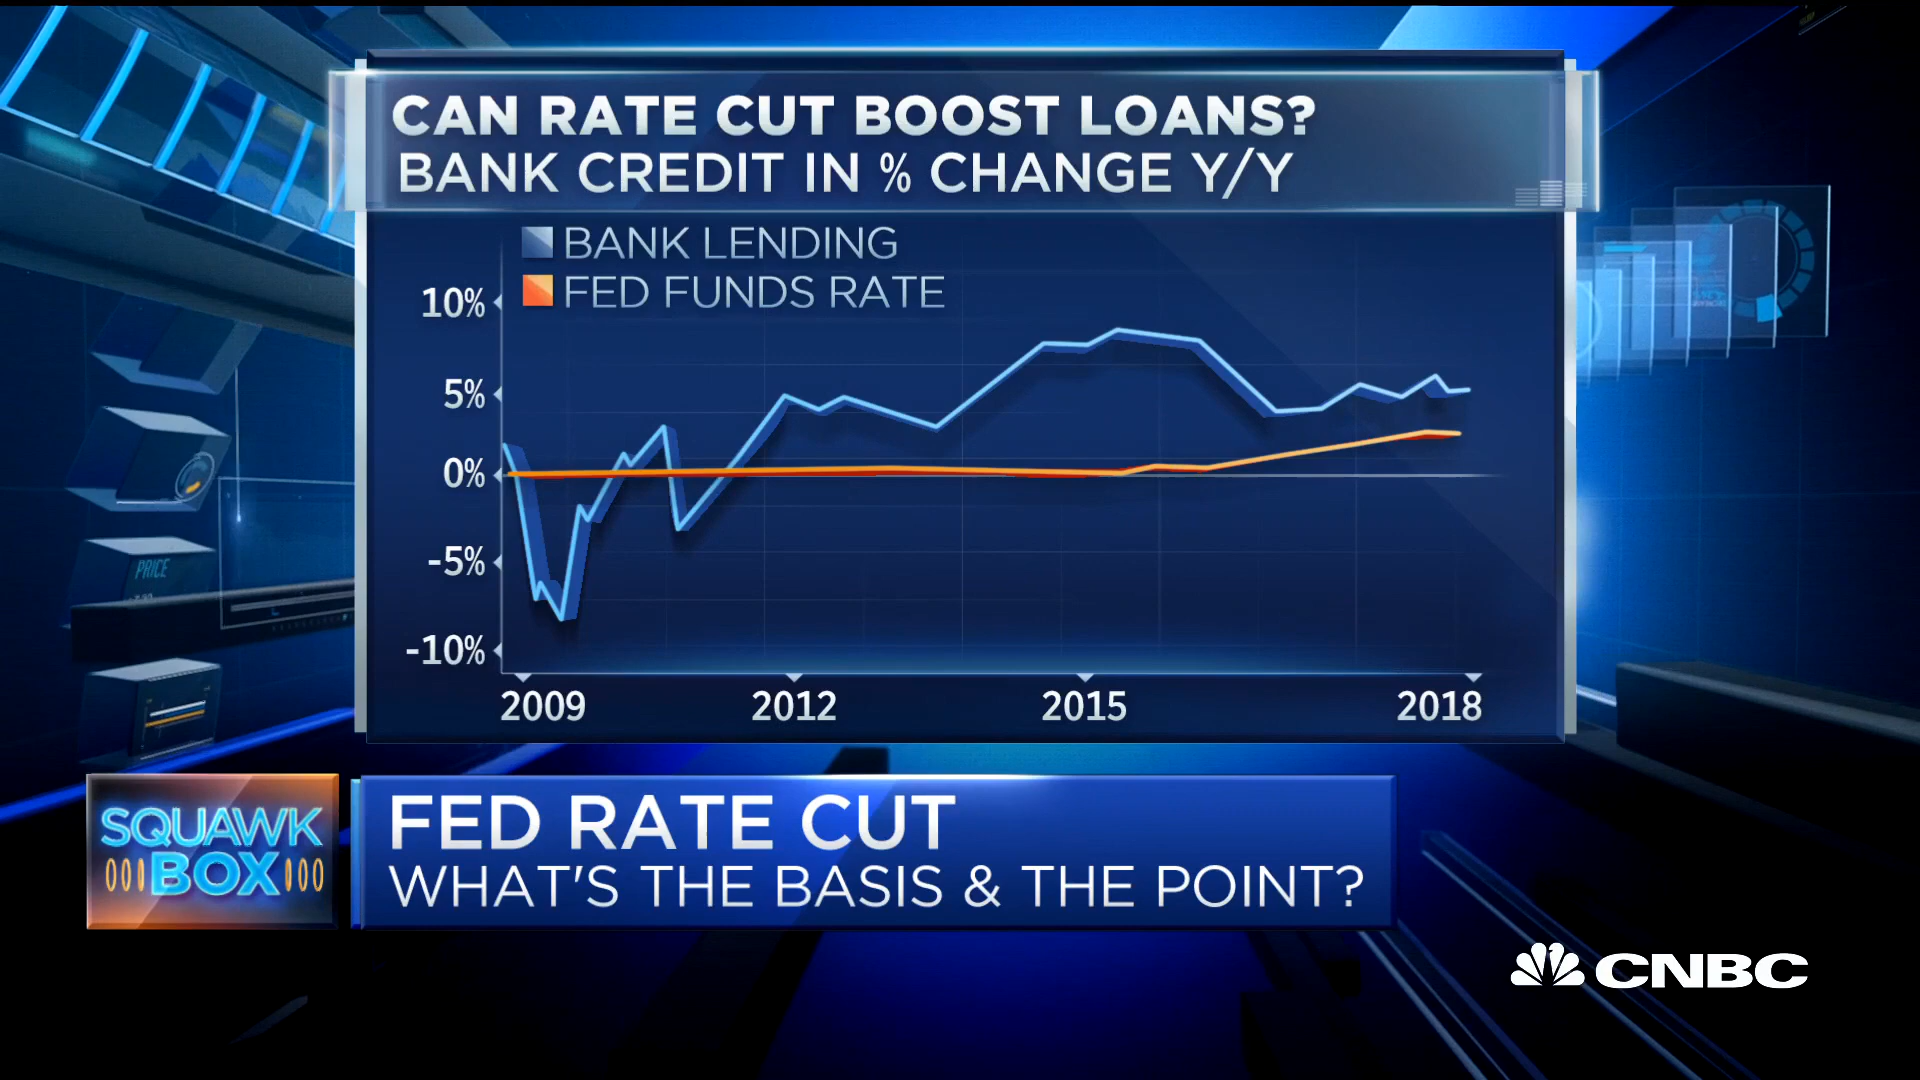 CAN RATE CUT BOOST LOANS?
BANK CREDIT IN % CHANGE Y/Y
BANK LENDING
FED FUNDS RATE
10%
5%
0%
-5%
-10%
2009 2012 2015 2018
PRICE
SQUAWK
BOX
FED RATE CUT
WHAT'S THE BASIS & THE POINT?
CNBC